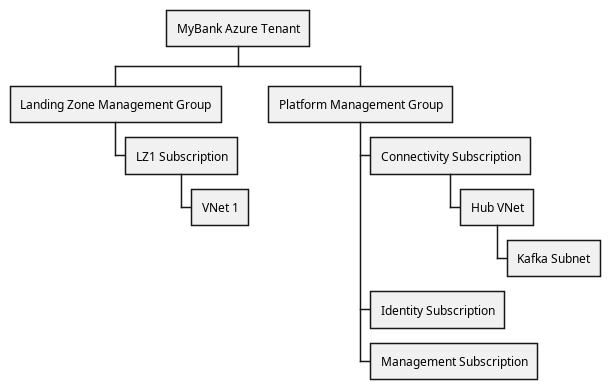 MyBank Azure Tenant
Landing Zone Management Group
Platform Management Group
LZ1 Subscription
Connectivity Subscription
VNet 1
Hub VNet
Kafka Subnet
Identity Subscription
Management Subscription